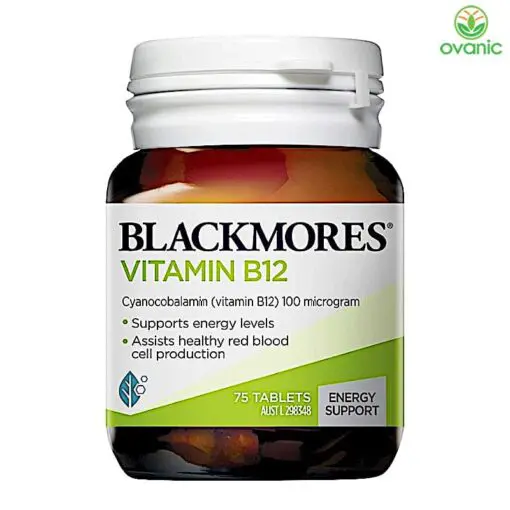 ovanic
BLACKMORES®
VITAMIN B12
Cyanocobalamin (vitamin B12) 100 microgram
• Supports energy levels
• Assists healthy red blood
cell production
75 TABLETS
AUST L 298348
ENERGY
SUPPORT